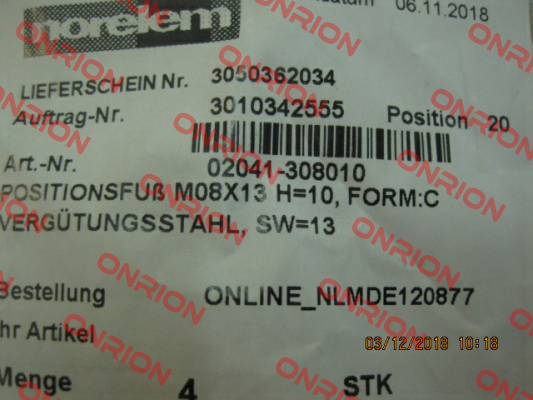 norelem
datum 06.11.2018
LIEFERSCHEIN Nr. 3050362034
Auftrag-Nr. 3010342555 Position 20
Art.-Nr. 02041-308010
POSITIONSFUß M08X13 H=10, FORM:C
VERGÜTUNGSSTAHL, SW=13
Bestellung ONLINE_NLMDE120877
hr Artikel
Menge 4 STK
03/12/2018 10:18
ONRION